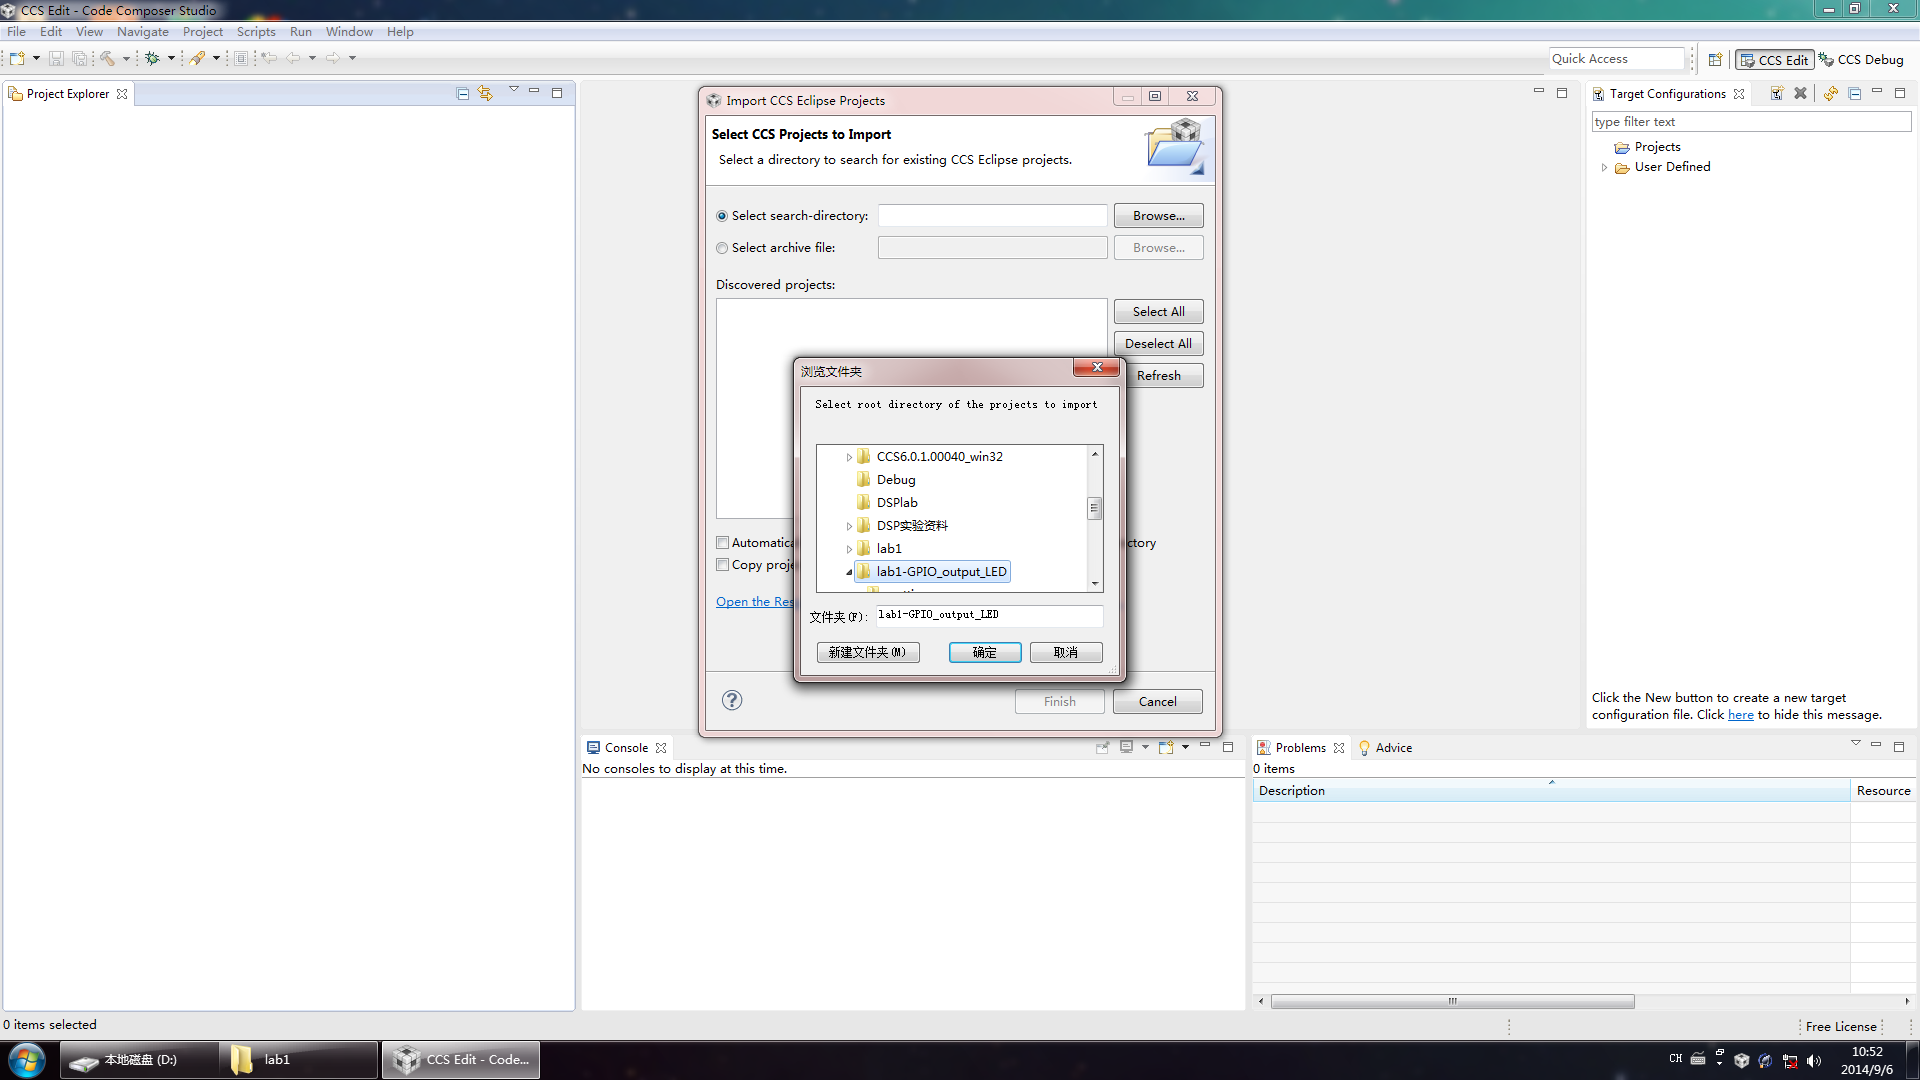 CCS Edit - Code Composer Studio
File Edit View Navigate Project Scripts Run Window Help
Quick Access
CCS Edit
CCS Debug
Project Explorer
Import CCS Eclipse Projects
Select CCS Projects to Import
Select a directory to search for existing CCS Eclipse projects.
Select search-directory:
Browse...
Select archive file:
Browse...
Discovered projects:
Select All
Deselect All
Refresh
浏览文件夹
Select root directory of the projects to import
CCS6.0.1.00040_win32
Debug
DSPlab
DSP实验资料
lab1
lab1-GPIO_output_LED
文件夹(F):
lab1-GPIO_output_LED
新建文件夹(M)
确定
取消
Automatica
ctory
Copy proje
Open the Res
Finish
Cancel
Target Configurations
type filter text
Projects
User Defined
Click the New button to create a new target
configuration file. Click here to hide this message.
Console
No consoles to display at this time.
Problems
Advice
0 items
Description
Resource
0 items selected
Free License
本地磁盘 (D:)
lab1
CCS Edit - Code...
CH
10:52
2014/9/6